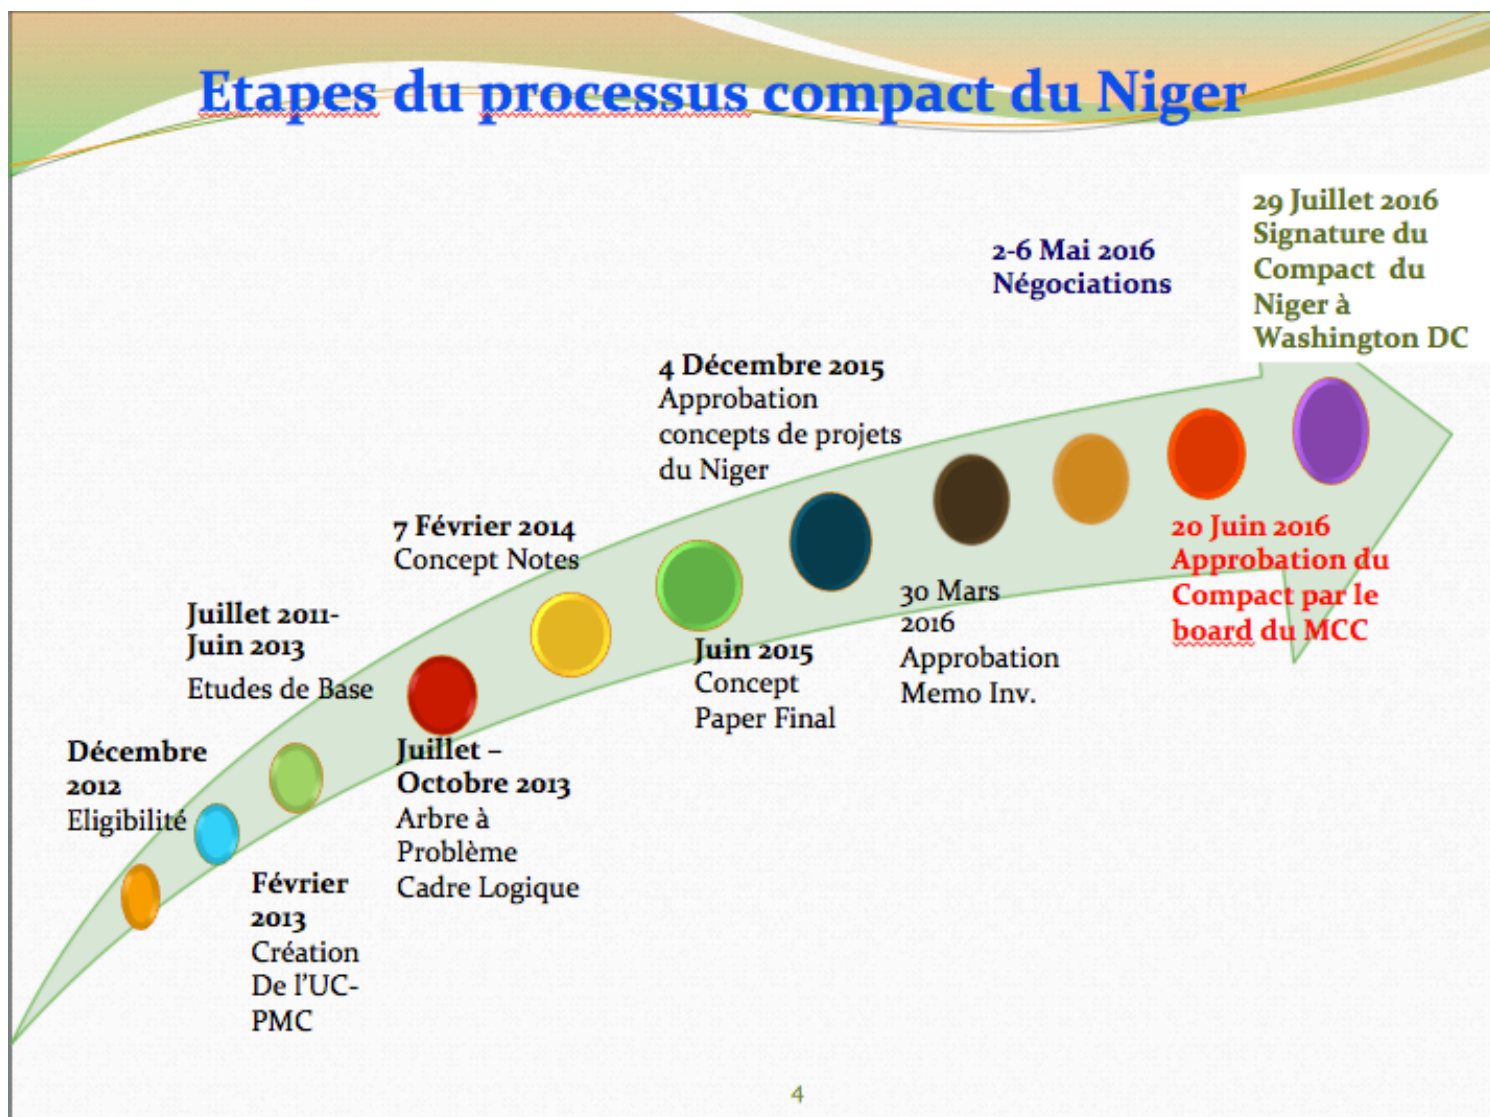 Etapes du processus compact du Niger
Décembre
2012
Eligibilité
Février
2013
Création
De l'UC-
PMC
Juillet 2011-
Juin 2013
Etudes de Base
Juillet –
Octobre 2013
Arbre à
Problème
Cadre Logique
7 Février 2014
Concept Notes
Juin 2015
Concept
Paper Final
4 Décembre 2015
Approbation
concepts de projets
du Niger
30 Mars
2016
Approbation
Memo Inv.
2-6 Mai 2016
Négociations
20 Juin 2016
Approbation du
Compact par le
board du MCC
29 Juillet 2016
Signature du
Compact du
Niger à
Washington DC
4